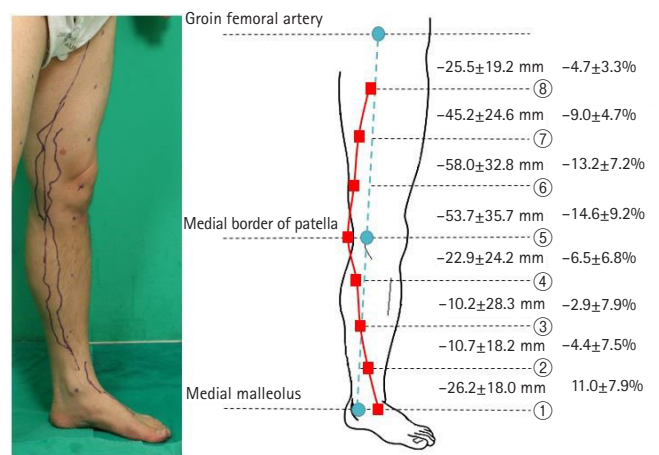 Groin femoral artery
−25.5±19.2 mm −4.7±3.3%
⑧
−45.2±24.6 mm −9.0±4.7%
⑦
−58.0±32.8 mm −13.2±7.2%
⑥
−53.7±35.7 mm −14.6±9.2%
Medial border of patella
⑤
−22.9±24.2 mm −6.5±6.8%
④
−10.2±28.3 mm −2.9±7.9%
③
−10.7±18.2 mm −4.4±7.5%
②
−26.2±18.0 mm 11.0±7.9%
Medial malleolus
①